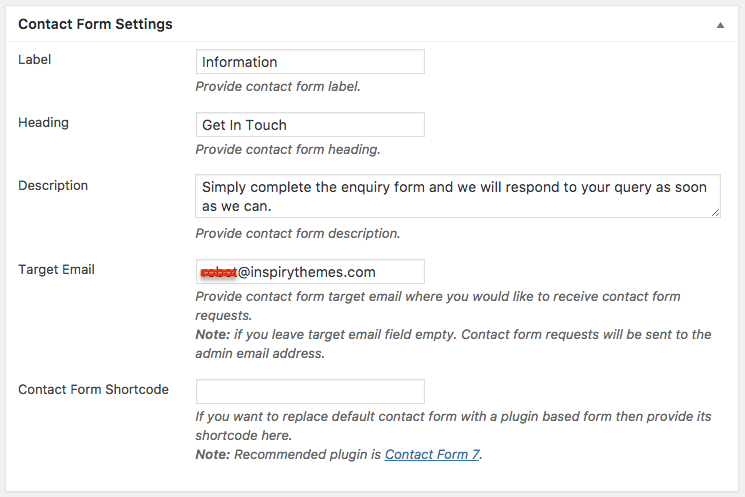 Contact Form Settings
Label
Information
Provide contact form label.
Heading
Get In Touch
Provide contact form heading.
Description
Simply complete the enquiry form and we will respond to your query as soon
as we can.
Provide contact form description.
Target Email
@inspirythemes.com
Provide contact form target email where you would like to receive contact form
requests.
Note: if you leave target email field empty. Contact form requests will be sent to the
admin email address.
Contact Form Shortcode
If you want to replace default contact form with a plugin based form then provide its
shortcode here.
Note: Recommended plugin is Contact Form 7.